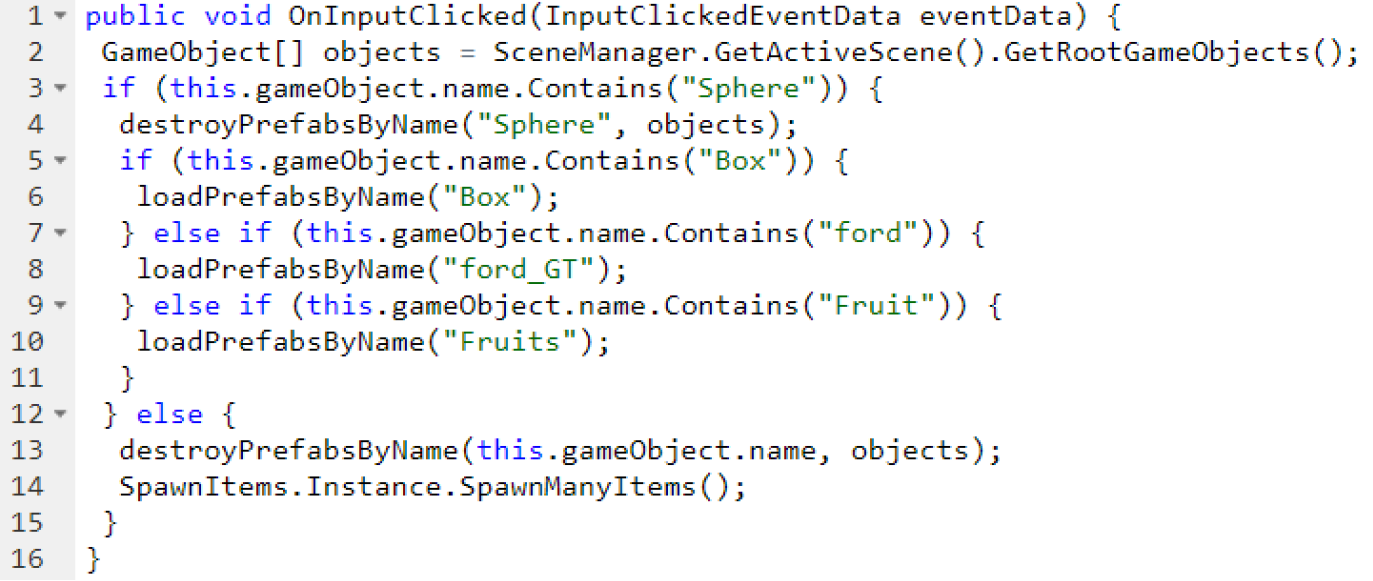 1 public void OnInputClicked(InputClickedEventData eventData) {
2 GameObject[] objects = SceneManager.GetActiveScene().GetRootGameObjects();
3 if (this.gameObject.name.Contains("Sphere")) {
4 destroyPrefabsByName("Sphere", objects);
5 if (this.gameObject.name.Contains("Box")) {
6 loadPrefabsByName("Box");
7 } else if (this.gameObject.name.Contains("ford")) {
8 loadPrefabsByName("ford_GT");
9 } else if (this.gameObject.name.Contains("Fruit")) {
10 loadPrefabsByName("Fruits");
11 }
12 } else {
13 destroyPrefabsByName(this.gameObject.name, objects);
14 SpawnItems.Instance.SpawnManyItems();
15 }
16 }